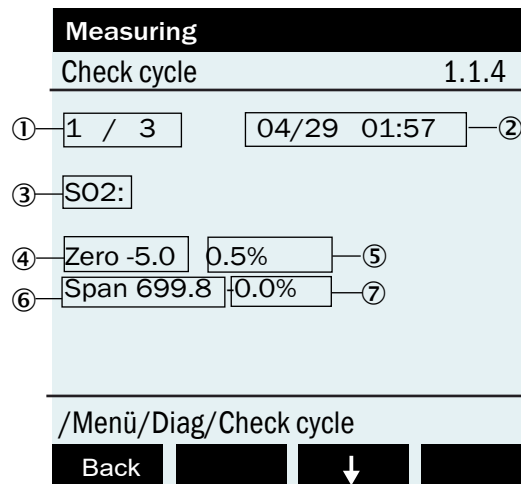 Measuring
Check cycle 1.1.4
① 1 / 3 04/29 01:57 ②
③ SO2:
④ Zero -5.0 0.5% ⑤
⑥ Span 699.8 -0.0% ⑦
/Menü/Diag/Check cycle
Back ↓